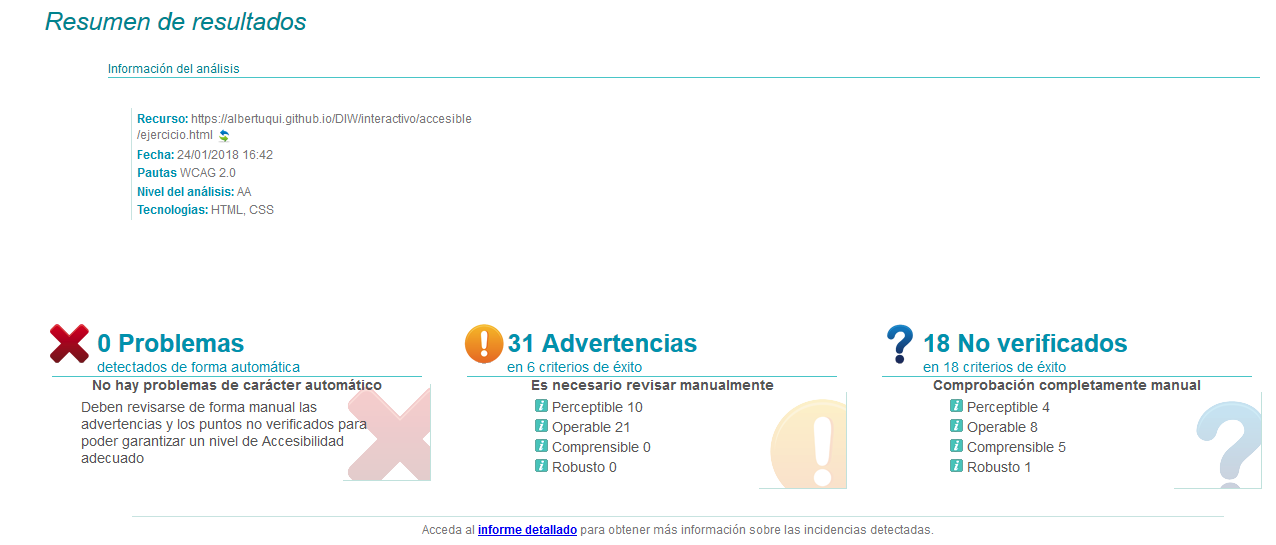 Resumen de resultados
Información del análisis
Recurso: https://albertuqui.github.io/DIW/interactivo/accesible
/ejercicio.html
Fecha: 24/01/2018 16:42
Pautas WCAG 2.0
Nivel del análisis: AA
Tecnologías: HTML, CSS
0 Problemas
detectados de forma automática
No hay problemas de carácter automático
Deben revisarse de forma manual las
advertencias y los puntos no verificados para
poder garantizar un nivel de Accesibilidad
adecuado
31 Advertencias
en 6 criterios de éxito
Es necesario revisar manualmente
Perceptible 10
Operable 21
Comprensible 0
Robusto 0
18 No verificados
en 18 criterios de éxito
Comprobación completamente manual
Perceptible 4
Operable 8
Comprensible 5
Robusto 1
Acceda al informe detallado para obtener más información sobre las incidencias detectadas.